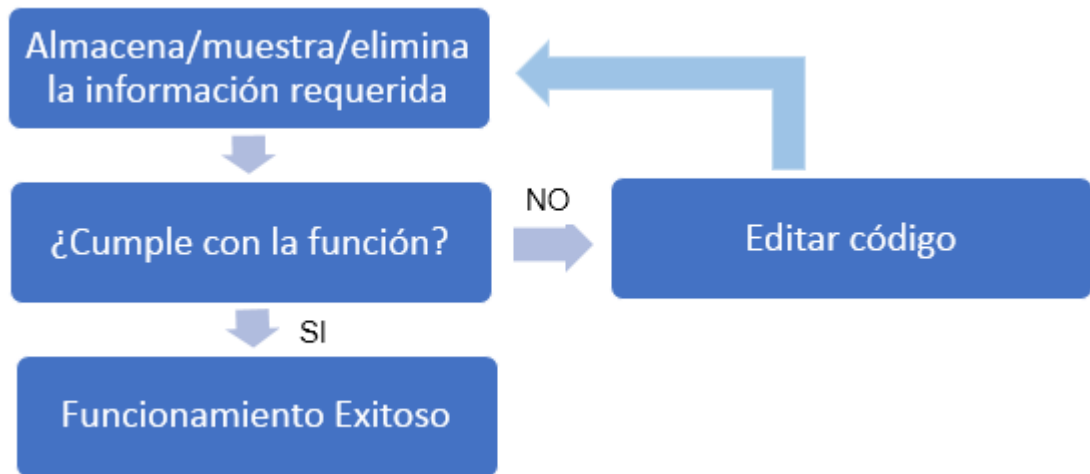 Almacena/muestra/elimina
la información requerida
¿Cumple con la función?
NO
Editar código
SI
Funcionamiento Exitoso